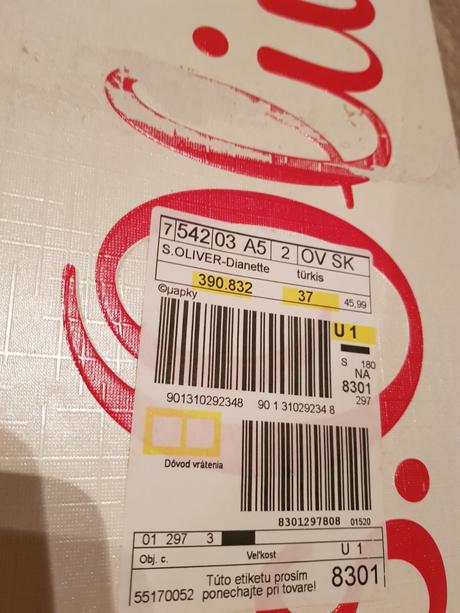 7 542 03 A5 2 OV SK
S.OLIVER-Dianette türkis
390.832 37 45,99
©µapky
U 1
S 180
NA
8301
297
901310292348 90 1 31029234 8
Dôvod vrátenia
8301297808 01520
01 297 3 U 1
Obj. c. Veľkost 8301
55170052 Túto etiketu prosím
ponechajte pri tovare!